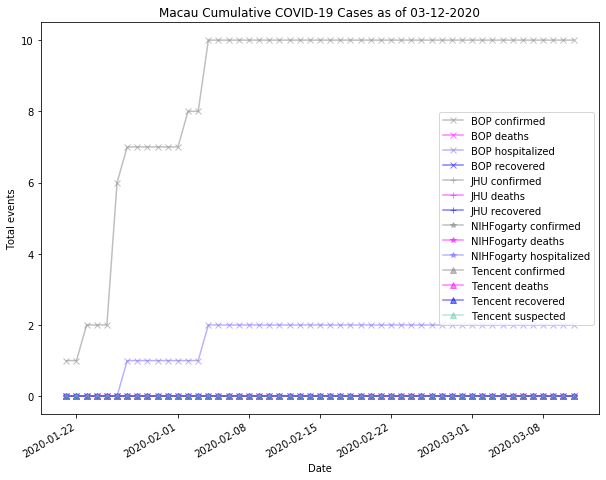 Macau Cumulative COVID-19 Cases as of 03-12-2020
10
8
6
4
2
0
Total events
BOP confirmed
BOP deaths
BOP hospitalized
BOP recovered
JHU confirmed
JHU deaths
JHU recovered
NIHFogarty confirmed
NIHFogarty deaths
NIHFogarty hospitalized
Tencent confirmed
Tencent deaths
Tencent recovered
Tencent suspected
2020-01-22
2020-02-01
2020-02-08
2020-02-15
2020-02-22
2020-03-01
2020-03-08
Date